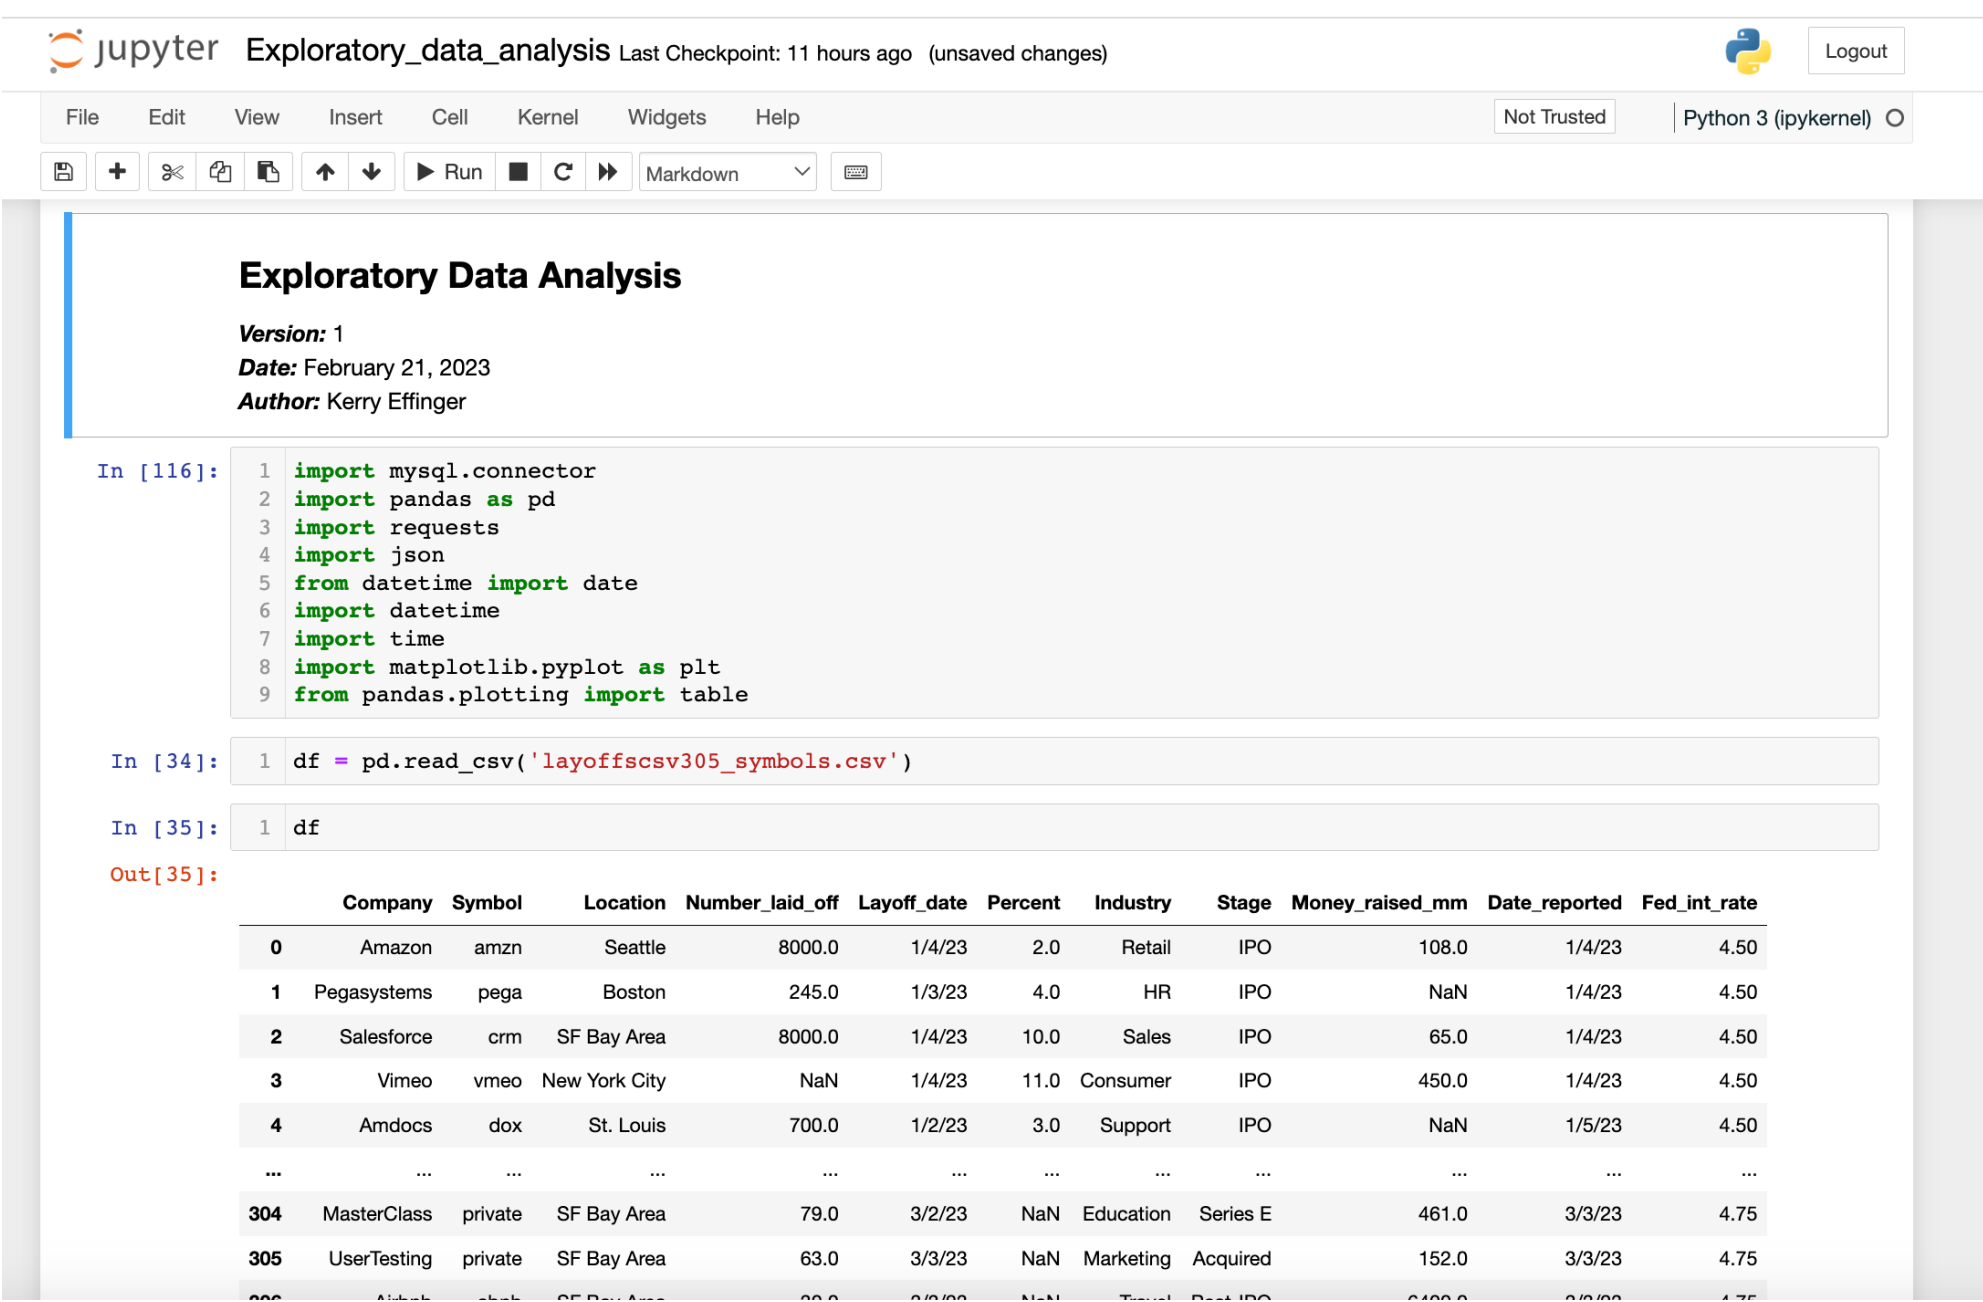 jupyter Exploratory_data_analysis Last Checkpoint: 11 hours ago (unsaved changes) Logout
File Edit View Insert Cell Kernel Widgets Help Not Trusted Python 3 (ipykernel)
Run Markdown
Exploratory Data Analysis
Version: 1
Date: February 21, 2023
Author: Kerry Effinger
In [116]: 1 import mysql.connector
2 import pandas as pd
3 import requests
4 import json
5 from datetime import date
6 import datetime
7 import time
8 import matplotlib.pyplot as plt
9 from pandas.plotting import table
In [34]: 1 df = pd.read_csv('layoffscsv305_symbols.csv')
In [35]: 1 df
Out[35]:
Company Symbol Location Number_laid_off Layoff_date Percent Industry Stage Money_raised_mm Date_reported Fed_int_rate
0 Amazon amzn Seattle 8000.0 1/4/23 2.0 Retail IPO 108.0 1/4/23 4.50
1 Pegasystems pega Boston 245.0 1/3/23 4.0 HR IPO NaN 1/4/23 4.50
2 Salesforce crm SF Bay Area 8000.0 1/4/23 10.0 Sales IPO 65.0 1/4/23 4.50
3 Vimeo vmeo New York City NaN 1/4/23 11.0 Consumer IPO 450.0 1/4/23 4.50
4 Amdocs dox St. Louis 700.0 1/2/23 3.0 Support IPO NaN 1/5/23 4.50
... ... ... ... ... ... ... ... ... ... ... ...
304 MasterClass private SF Bay Area 79.0 3/2/23 NaN Education Series E 461.0 3/3/23 4.75
305 UserTesting private SF Bay Area 63.0 3/3/23 NaN Marketing Acquired 152.0 3/3/23 4.75